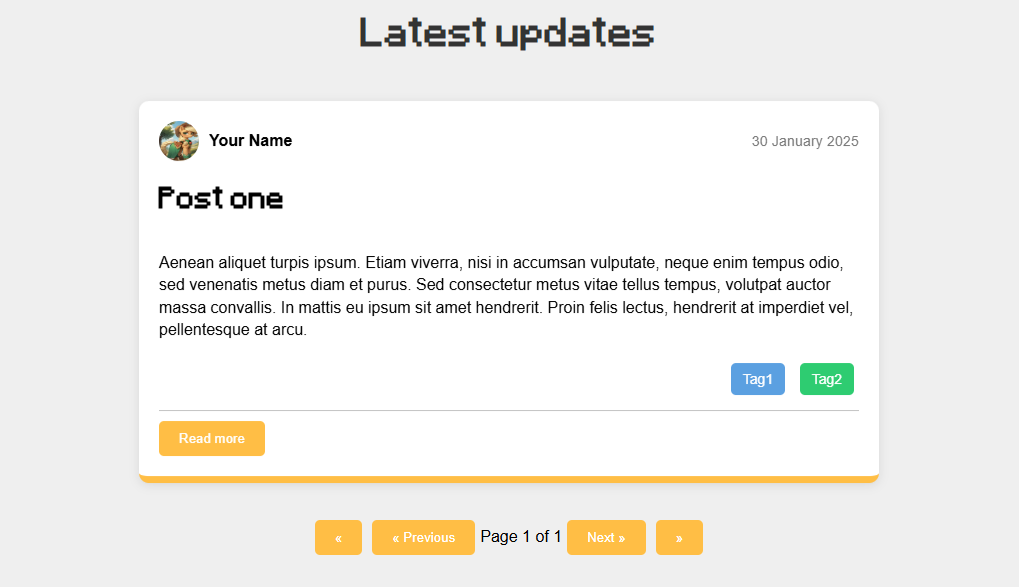 Latest updates
Your Name
30 January 2025
Post one
Aenean aliquet turpis ipsum. Etiam viverra, nisi in accumsan vulputate, neque enim tempus odio,
sed venenatis metus diam et purus. Sed consectetur metus vitae tellus tempus, volutpat auctor
massa convallis. In mattis eu ipsum sit amet hendrerit. Proin felis lectus, hendrerit at imperdiet vel,
pellentesque at arcu.
Tag1 Tag2
Read more
« « Previous Page 1 of 1 Next » »